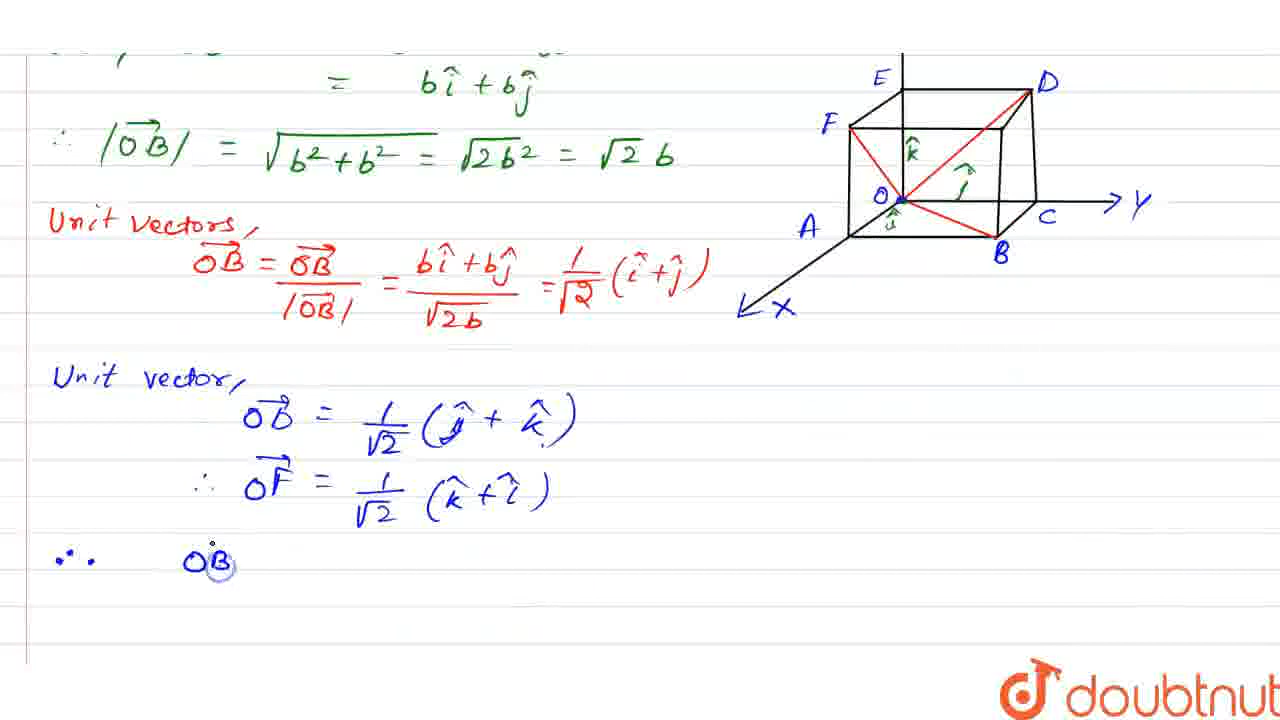 = bî + bĵ
∴ |OB⃗| = √b² + b² = √2b² = √2 b
Unit vectors,
OB⃗ = OB⃗ / |OB⃗| = bî + bĵ / √2b = 1/√2 (î + ĵ)
Unit vector,
OD⃗ = 1/√2 (ĵ + k̂)
∴ OF⃗ = 1/√2 (k̂ + î)
∴ OB
E D
F
k̂
ĵ
O
î
A
C Y
B
X
doubtnut